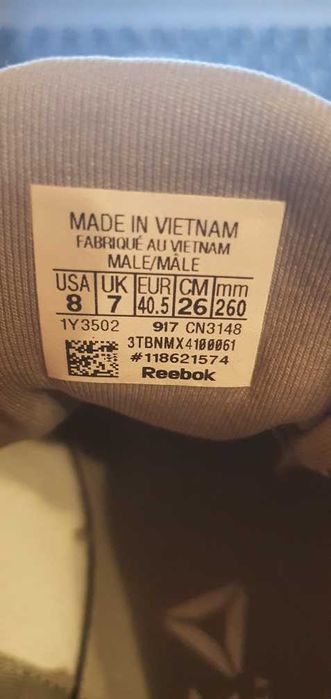 MADE IN VIETNAM
FABRIQUÉ AU VIETNAM
MALE/MÂLE
USA UK EUR CM mm
8 7 40.5 26 260
1Y3502 917 CN3148
3TBNMX4100061
#118621574
Reebok